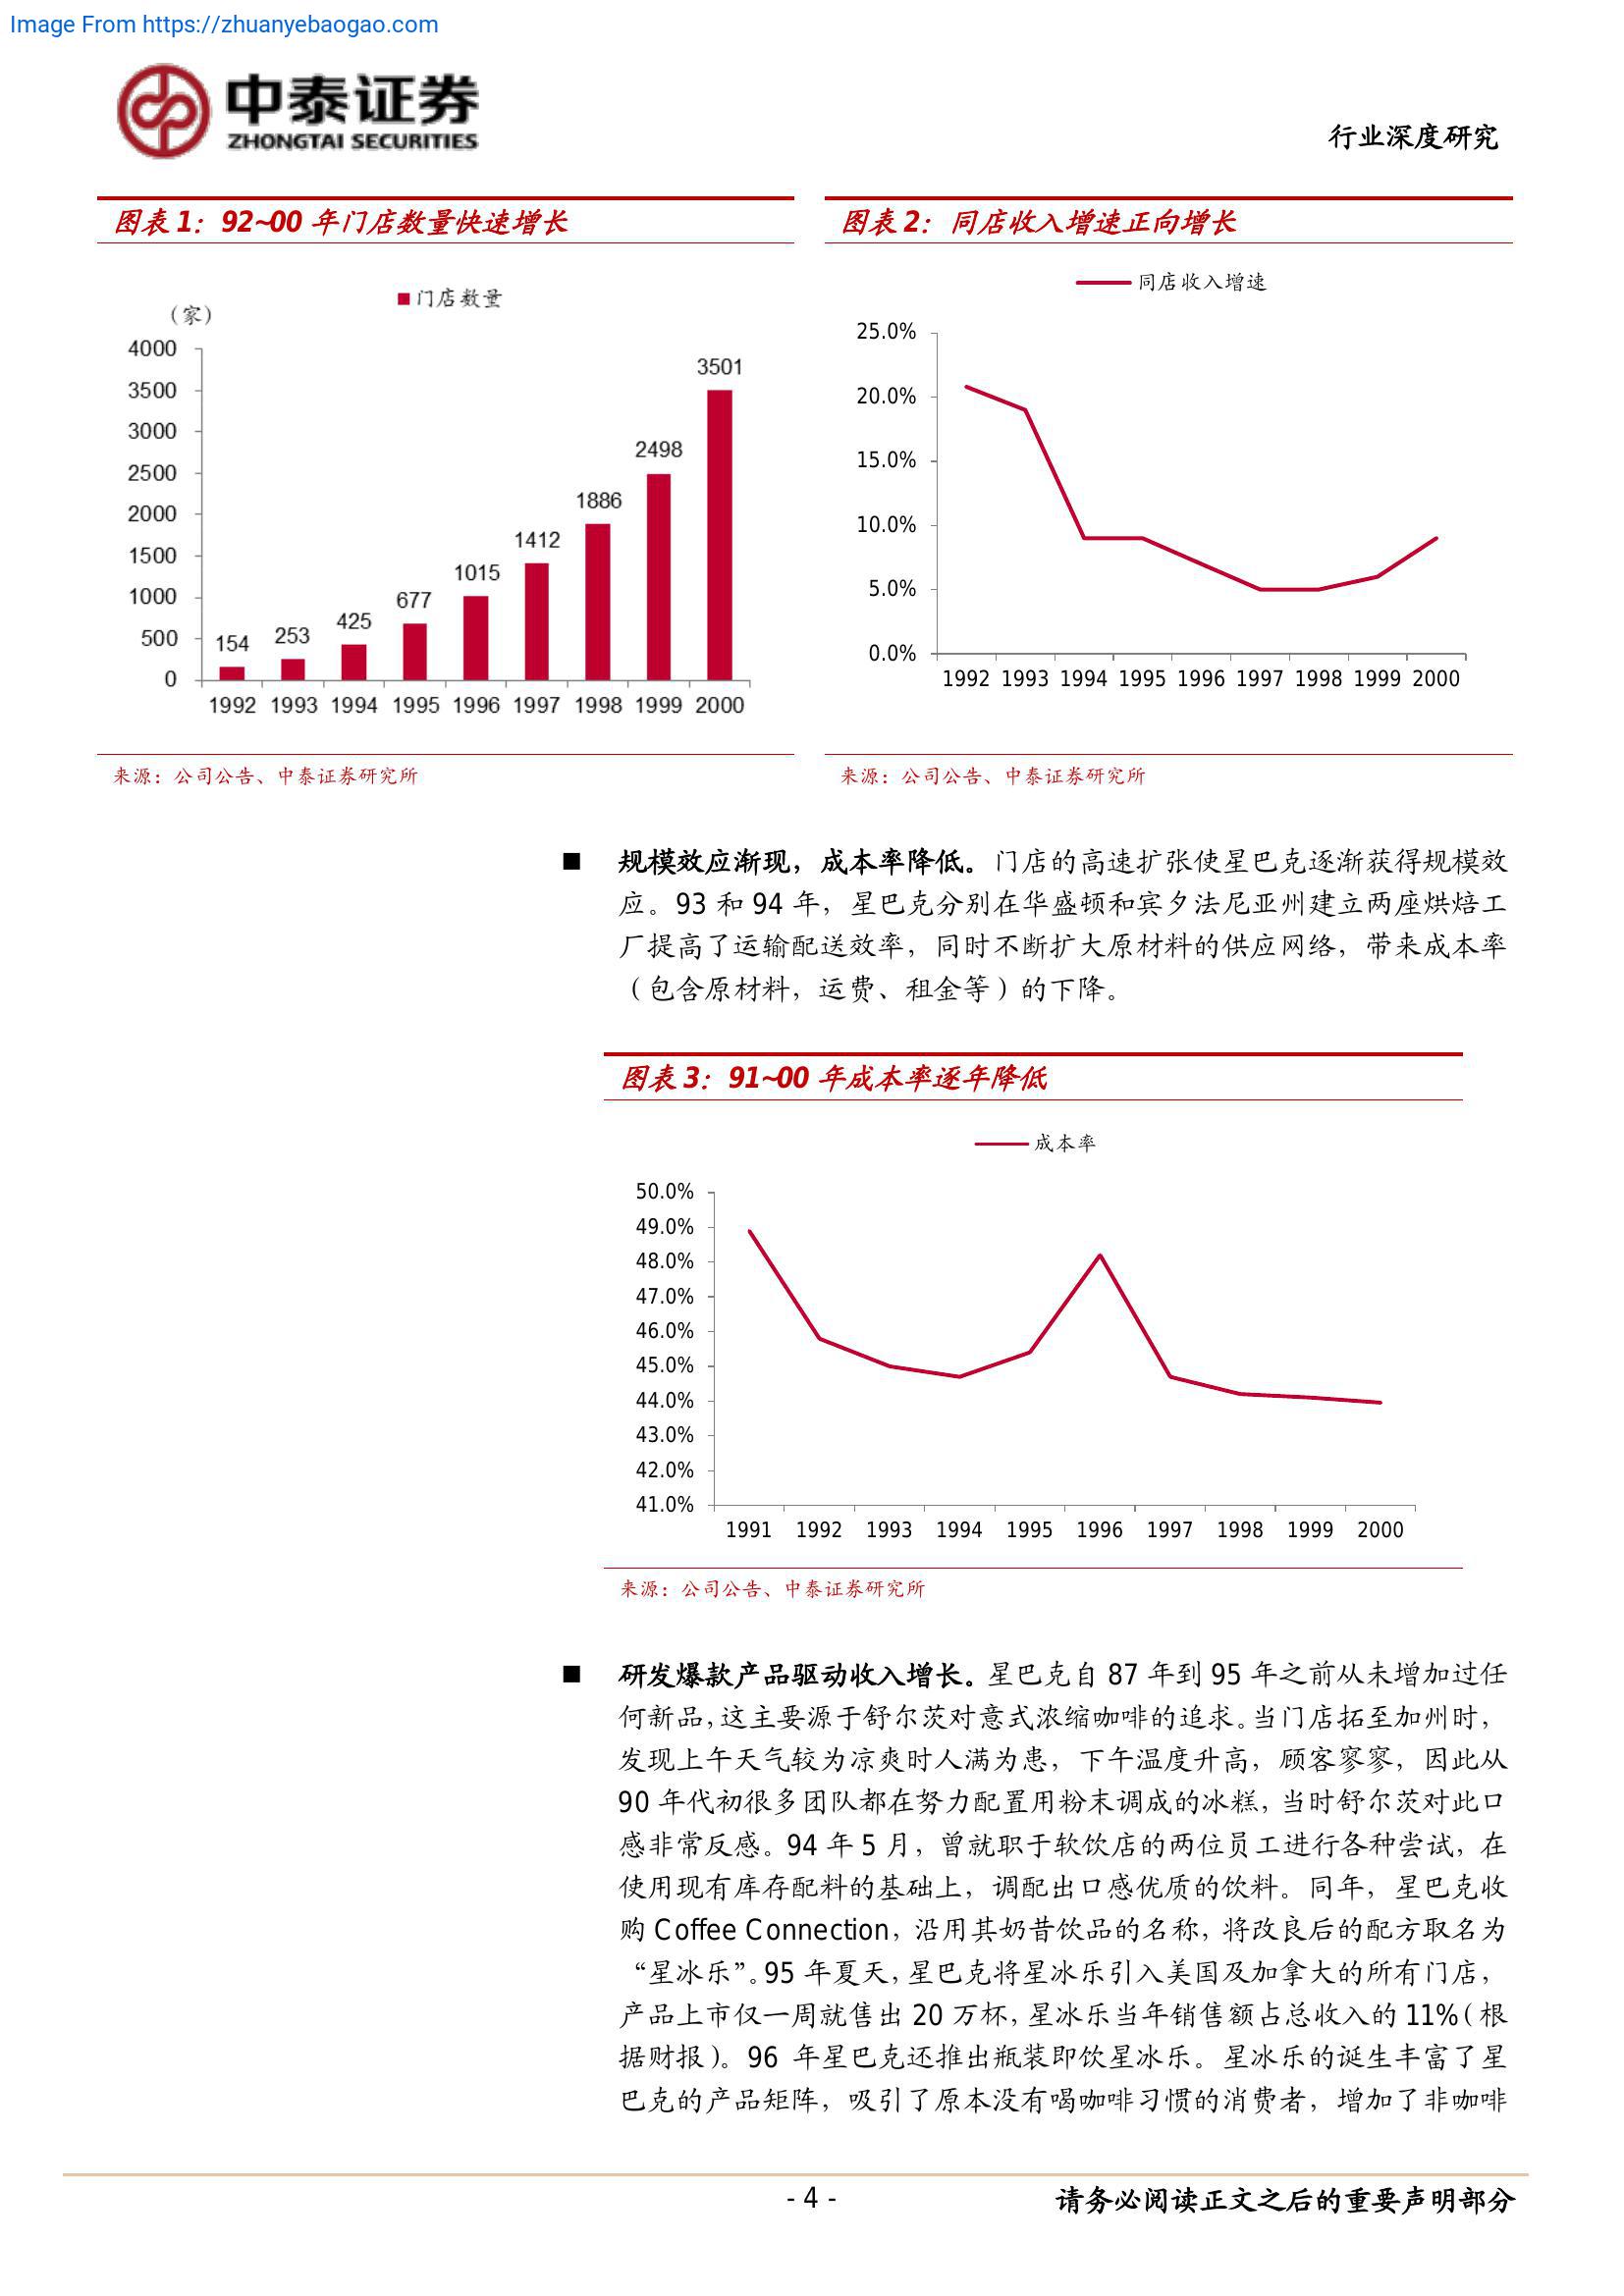 Image From https://zhuanyebaogao.com
中泰证券
ZHONGTAI SECURITIES
行业深度研究
图表 1：92~00 年门店数量快速增长
门店数量
（家）
4000
3500
3000
2500
2000
1500
1000
500
0
154
253
425
677
1015
1412
1886
2498
3501
1992 1993 1994 1995 1996 1997 1998 1999 2000
来源：公司公告、中泰证券研究所
图表 2：同店收入增速正向增长
同店收入增速
25.0%
20.0%
15.0%
10.0%
5.0%
0.0%
1992 1993 1994 1995 1996 1997 1998 1999 2000
来源：公司公告、中泰证券研究所
■ 规模效应渐现，成本率降低。门店的高速扩张使星巴克逐渐获得规模效
应。93 和 94 年，星巴克分别在华盛顿和宾夕法尼亚州建立两座烘焙工
厂提高了运输配送效率，同时不断扩大原材料的供应网络，带来成本率
（包含原材料，运费、租金等）的下降。
图表 3：91~00 年成本率逐年降低
成本率
50.0%
49.0%
48.0%
47.0%
46.0%
45.0%
44.0%
43.0%
42.0%
41.0%
1991 1992 1993 1994 1995 1996 1997 1998 1999 2000
来源：公司公告、中泰证券研究所
■ 研发爆款产品驱动收入增长。星巴克自 87 年到 95 年之前从未增加过任
何新品，这主要源于舒尔茨对意式浓缩咖啡的追求。当门店拓至加州时，
发现上午天气较为凉爽时人满为患，下午温度升高，顾客寥寥，因此从
90 年代初很多团队都在努力配置用粉末调成的冰糕，当时舒尔茨对此口
感非常反感。94 年 5 月，曾就职于软饮店的两位员工进行各种尝试，在
使用现有库存配料的基础上，调配出口感优质的饮料。同年，星巴克收
购 Coffee Connection，沿用其奶昔饮品的名称，将改良后的配方取名为
“星冰乐”。95 年夏天，星巴克将星冰乐引入美国及加拿大的所有门店，
产品上市仅一周就售出 20 万杯，星冰乐当年销售额占总收入的 11%（根
据财报）。96 年星巴克还推出瓶装即饮星冰乐。星冰乐的诞生丰富了星
巴克的产品矩阵，吸引了原本没有喝咖啡习惯的消费者，增加了非咖啡
- 4 -
请务必阅读正文之后的重要声明部分